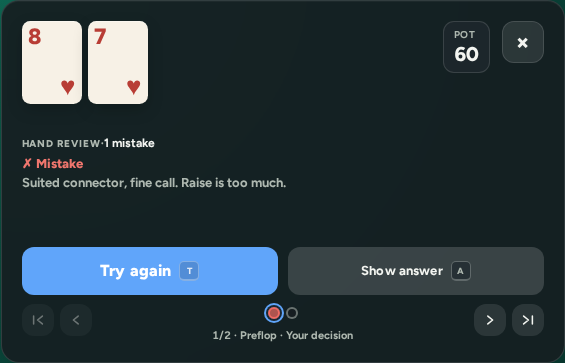 8 7
♥ ♥
POT
60
×
HAND REVIEW·1 mistake
✗ Mistake
Suited connector, fine call. Raise is too much.
Try again T
Show answer A
1/2 · Preflop · Your decision